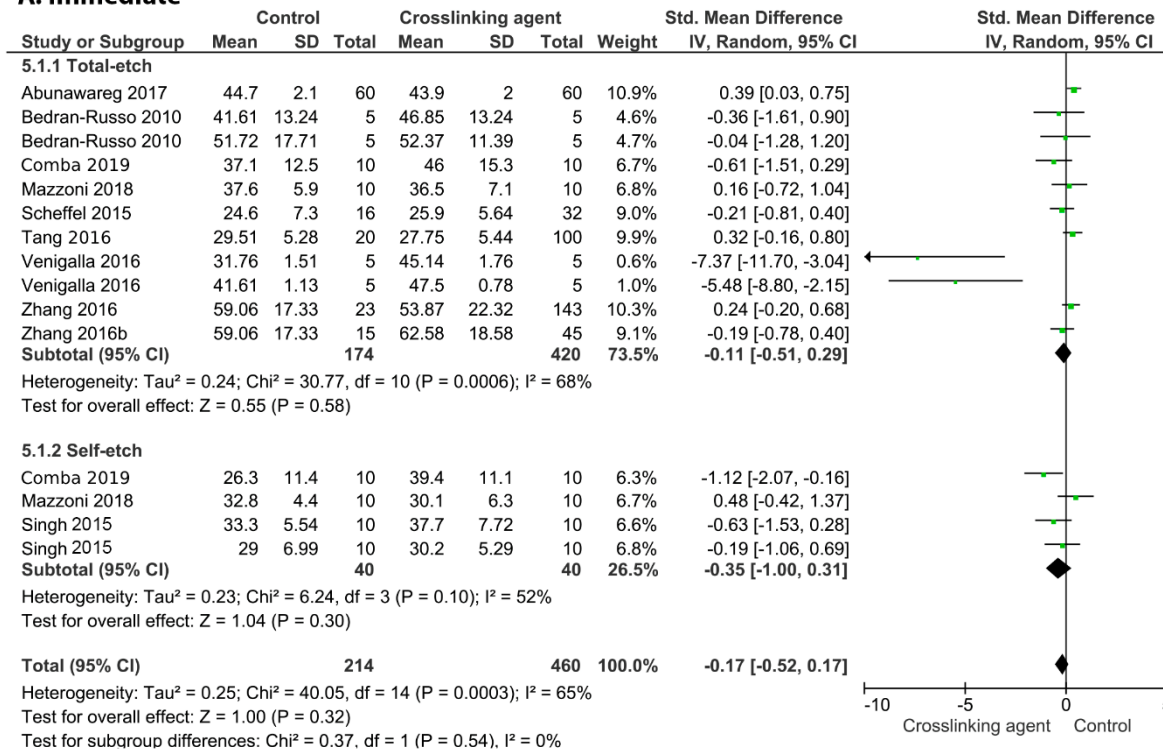 A. Immediate
Control Crosslinking agent Std. Mean Difference Std. Mean Difference
Study or Subgroup Mean SD Total Mean SD Total Weight IV, Random, 95% CI IV, Random, 95% CI
5.1.1 Total-etch
Abunawareg 2017 44.7 2.1 60 43.9 2 60 10.9% 0.39 [0.03, 0.75]
Bedran-Russo 2010 41.61 13.24 5 46.85 13.24 5 4.6% -0.36 [-1.61, 0.90]
Bedran-Russo 2010 51.72 17.71 5 52.37 11.39 5 4.7% -0.04 [-1.28, 1.20]
Comba 2019 37.1 12.5 10 46 15.3 10 6.7% -0.61 [-1.51, 0.29]
Mazzoni 2018 37.6 5.9 10 36.5 7.1 10 6.8% 0.16 [-0.72, 1.04]
Scheffel 2015 24.6 7.3 16 25.9 5.64 32 9.0% -0.21 [-0.81, 0.40]
Tang 2016 29.51 5.28 20 27.75 5.44 100 9.9% 0.32 [-0.16, 0.80]
Venigalla 2016 31.76 1.51 5 45.14 1.76 5 0.6% -7.37 [-11.70, -3.04]
Venigalla 2016 41.61 1.13 5 47.5 0.78 5 1.0% -5.48 [-8.80, -2.15]
Zhang 2016 59.06 17.33 23 53.87 22.32 143 10.3% 0.24 [-0.20, 0.68]
Zhang 2016b 59.06 17.33 15 62.58 18.58 45 9.1% -0.19 [-0.78, 0.40]
Subtotal (95% CI) 174 420 73.5% -0.11 [-0.51, 0.29]
Heterogeneity: Tau² = 0.24; Chi² = 30.77, df = 10 (P = 0.0006); I² = 68%
Test for overall effect: Z = 0.55 (P = 0.58)
5.1.2 Self-etch
Comba 2019 26.3 11.4 10 39.4 11.1 10 6.3% -1.12 [-2.07, -0.16]
Mazzoni 2018 32.8 4.4 10 30.1 6.3 10 6.7% 0.48 [-0.42, 1.37]
Singh 2015 33.3 5.54 10 37.7 7.72 10 6.6% -0.63 [-1.53, 0.28]
Singh 2015 29 6.99 10 30.2 5.29 10 6.8% -0.19 [-1.06, 0.69]
Subtotal (95% CI) 40 40 26.5% -0.35 [-1.00, 0.31]
Heterogeneity: Tau² = 0.23; Chi² = 6.24, df = 3 (P = 0.10); I² = 52%
Test for overall effect: Z = 1.04 (P = 0.30)
Total (95% CI) 214 460 100.0% -0.17 [-0.52, 0.17]
Heterogeneity: Tau² = 0.25; Chi² = 40.05, df = 14 (P = 0.0003); I² = 65%
-10 -5 0 5
Test for overall effect: Z = 1.00 (P = 0.32)
Crosslinking agent Control
Test for subgroup differences: Chi² = 0.37, df = 1 (P = 0.54), I² = 0%